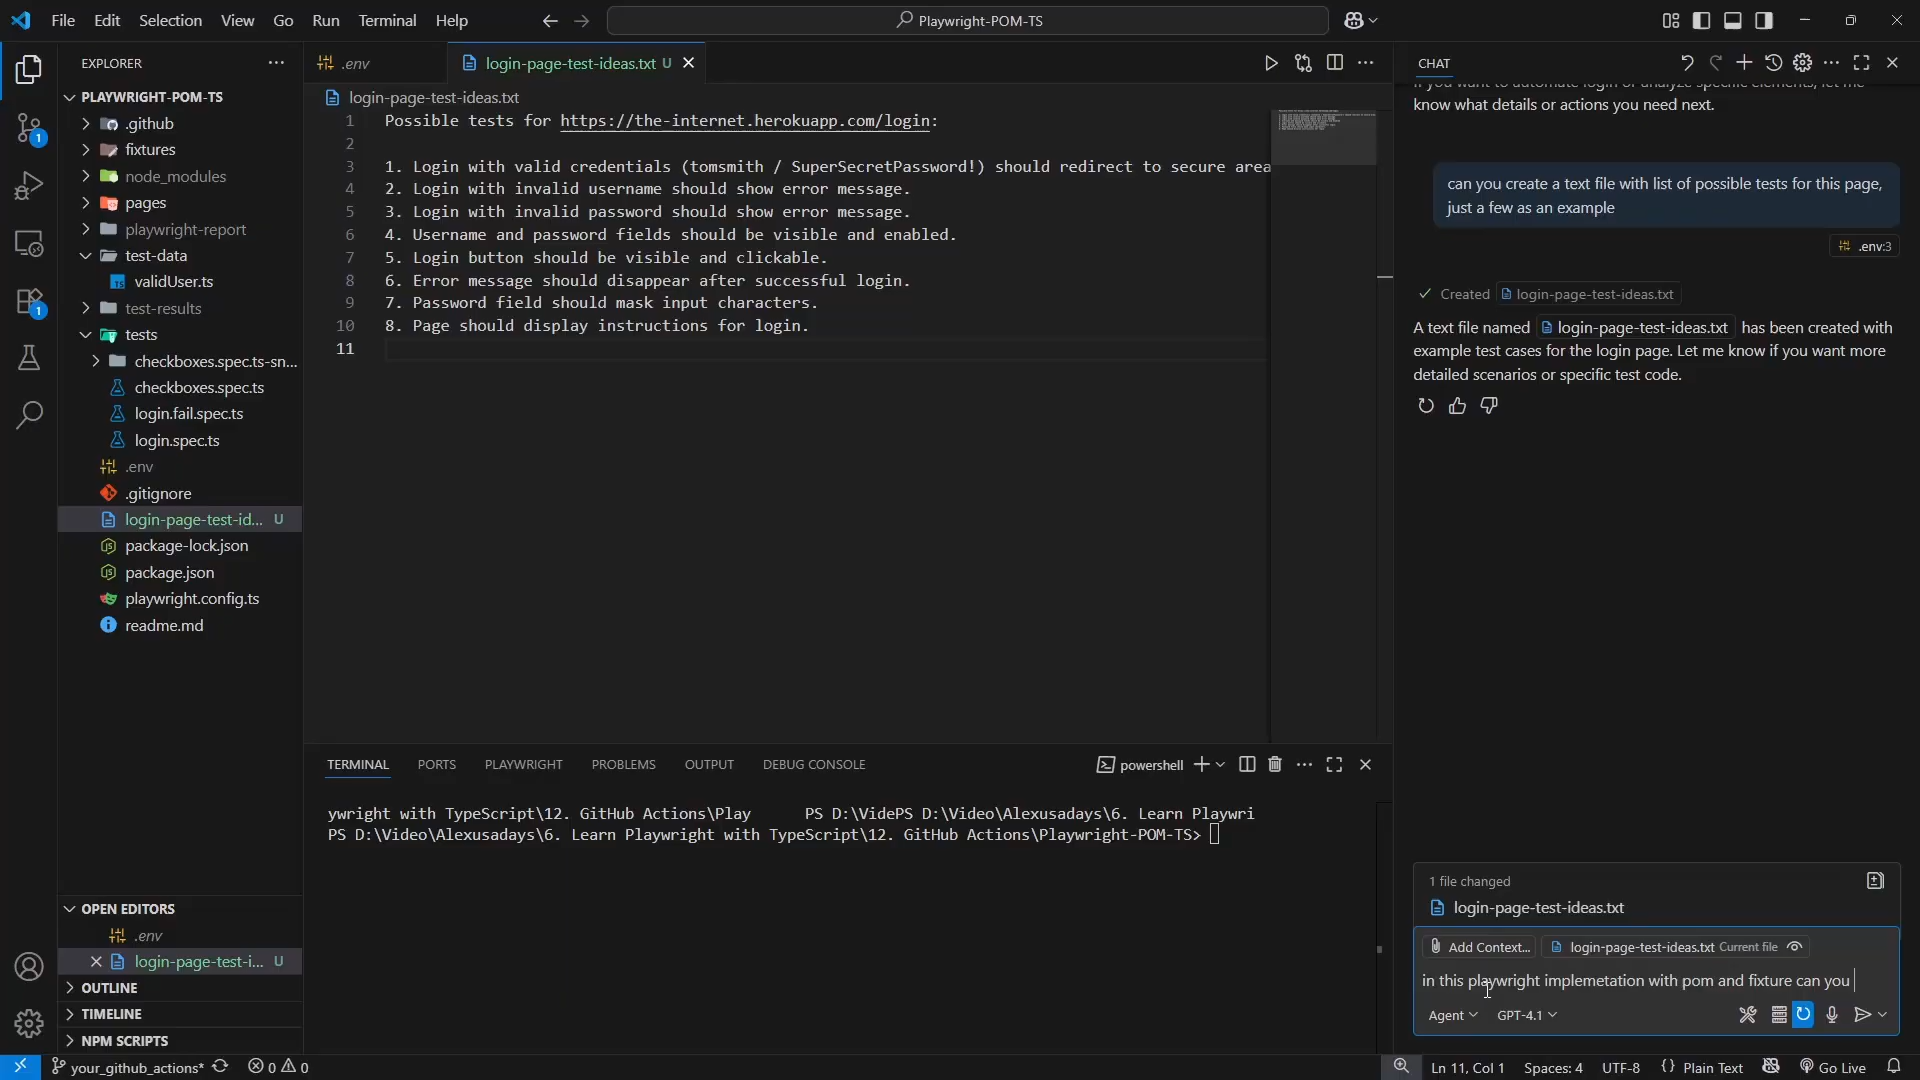 File Edit Selection View Go Run Terminal Help
Playwright-POM-TS
EXPLORER
PLAYWRIGHT-POM-TS
.github
fixtures
node_modules
pages
playwright-report
test-data
validUser.ts
test-results
tests
checkboxes.spec.ts-sn...
checkboxes.spec.ts
login.fail.spec.ts
login.spec.ts
.env
.gitignore
login-page-test-id... U
package-lock.json
package.json
playwright.config.ts
readme.md
OPEN EDITORS
.env
login-page-test-i... U
OUTLINE
TIMELINE
NPM SCRIPTS
.env
login-page-test-ideas.txt U
login-page-test-ideas.txt
1 Possible tests for https://the-internet.herokuapp.com/login:
2
3 1. Login with valid credentials (tomsmith / SuperSecretPassword!) should redirect to secure area
4 2. Login with invalid username should show error message.
5 3. Login with invalid password should show error message.
6 4. Username and password fields should be visible and enabled.
7 5. Login button should be visible and clickable.
8 6. Error message should disappear after successful login.
9 7. Password field should mask input characters.
10 8. Page should display instructions for login.
11
TERMINAL PORTS PLAYWRIGHT PROBLEMS OUTPUT DEBUG CONSOLE
powershell
ywright with TypeScript\12. GitHub Actions\Play PS D:\VidePS D:\Video\Alexusadays\6. Learn Playwri
PS D:\Video\Alexusadays\6. Learn Playwright with TypeScript\12. GitHub Actions\Playwright-POM-TS>
CHAT
if you want to automate login or analyze specific elements, let me
know what details or actions you need next.
can you create a text file with list of possible tests for this page,
just a few as an example
.env:3
Created login-page-test-ideas.txt
A text file named login-page-test-ideas.txt has been created with
example test cases for the login page. Let me know if you want more
detailed scenarios or specific test code.
1 file changed
login-page-test-ideas.txt
Add Context... login-page-test-ideas.txt Current file
in this playwright implemetation with pom and fixture can you
Agent GPT-4.1
1
1
your_github_actions* 0 0
Ln 11, Col 1 Spaces: 4 UTF-8 {} Plain Text Go Live